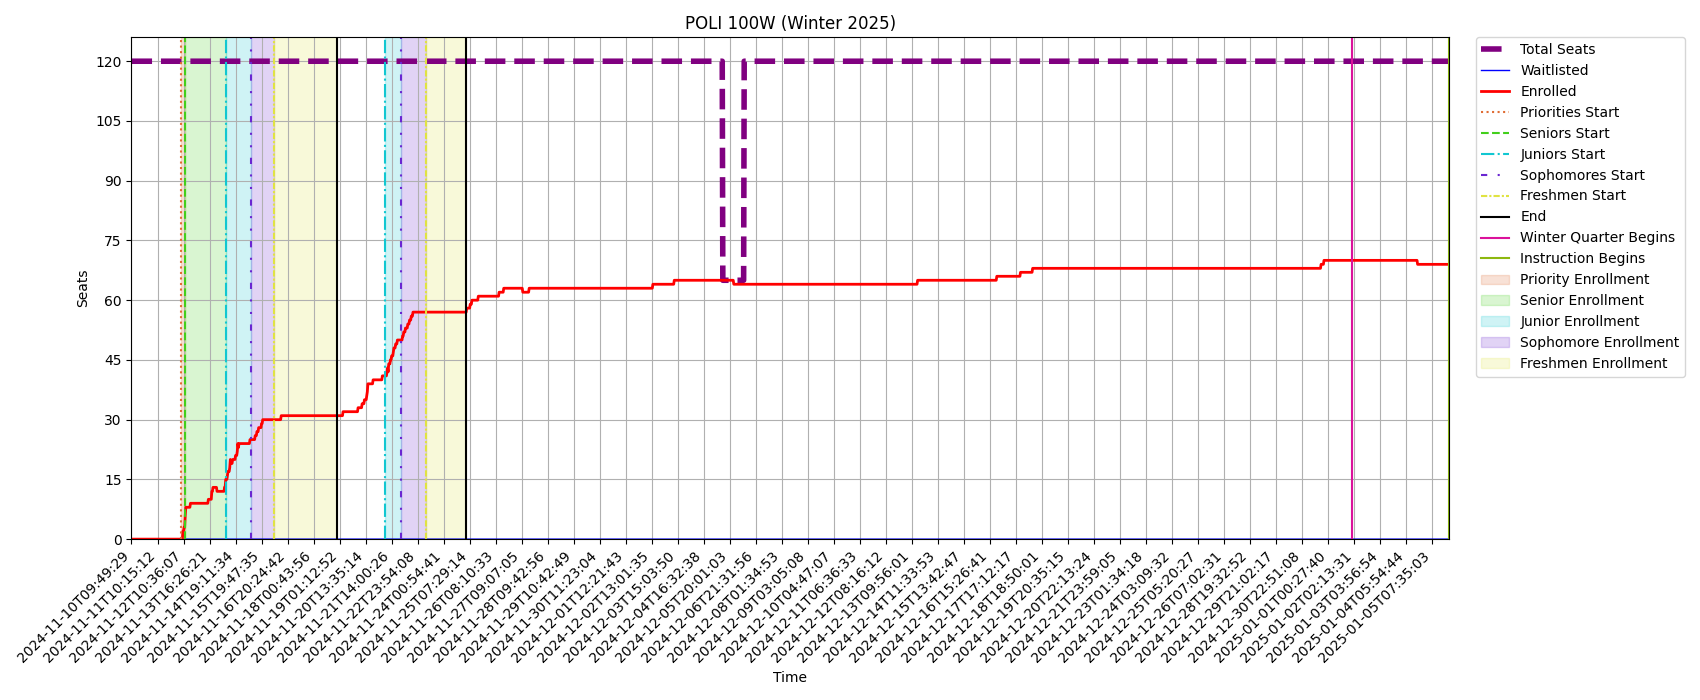 POLI 100W (Winter 2025)
120
105
90
75
60
45
30
15
0
Seats
2024-11-10T09:49:29
2024-11-11T10:15:12
2024-11-12T10:36:07
2024-11-13T16:26:21
2024-11-14T19:11:34
2024-11-15T19:47:35
2024-11-16T20:24:42
2024-11-18T00:43:56
2024-11-19T01:12:52
2024-11-20T13:35:14
2024-11-21T14:00:26
2024-11-22T23:54:08
2024-11-24T00:54:41
2024-11-25T07:29:14
2024-11-26T08:10:33
2024-11-27T09:07:05
2024-11-28T09:42:56
2024-11-29T10:42:49
2024-11-30T11:23:04
2024-12-01T12:21:43
2024-12-02T13:01:35
2024-12-03T15:03:50
2024-12-04T16:32:38
2024-12-05T20:01:03
2024-12-06T21:31:56
2024-12-08T01:34:53
2024-12-09T03:05:08
2024-12-10T04:47:07
2024-12-11T06:36:33
2024-12-12T08:16:12
2024-12-13T09:56:01
2024-12-14T11:33:53
2024-12-15T13:42:47
2024-12-16T15:26:41
2024-12-17T17:12:17
2024-12-18T18:50:01
2024-12-19T20:35:15
2024-12-20T22:13:24
2024-12-21T23:59:05
2024-12-23T01:34:18
2024-12-24T03:09:32
2024-12-25T05:20:27
2024-12-26T07:02:31
2024-12-28T19:32:52
2024-12-29T21:02:17
2024-12-30T22:51:08
2025-01-01T00:27:40
2025-01-02T02:13:31
2025-01-03T03:56:54
2025-01-04T05:54:44
2025-01-05T07:35:03
Time
Total Seats
Waitlisted
Enrolled
Priorities Start
Seniors Start
Juniors Start
Sophomores Start
Freshmen Start
End
Winter Quarter Begins
Instruction Begins
Priority Enrollment
Senior Enrollment
Junior Enrollment
Sophomore Enrollment
Freshmen Enrollment